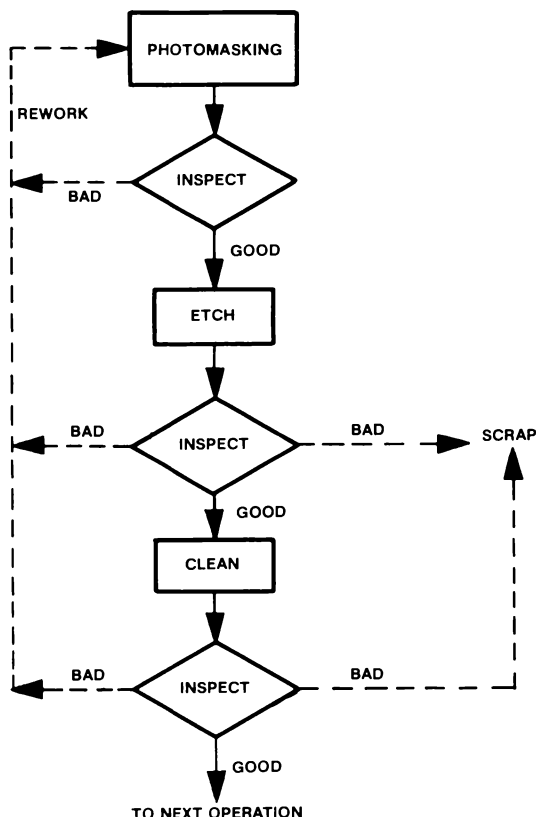 PHOTOMASKING
REWORK
INSPECT
BAD
GOOD
ETCH
BAD
INSPECT
BAD
SCRAP
GOOD
CLEAN
BAD
INSPECT
BAD
GOOD
TO NEXT OPERATION